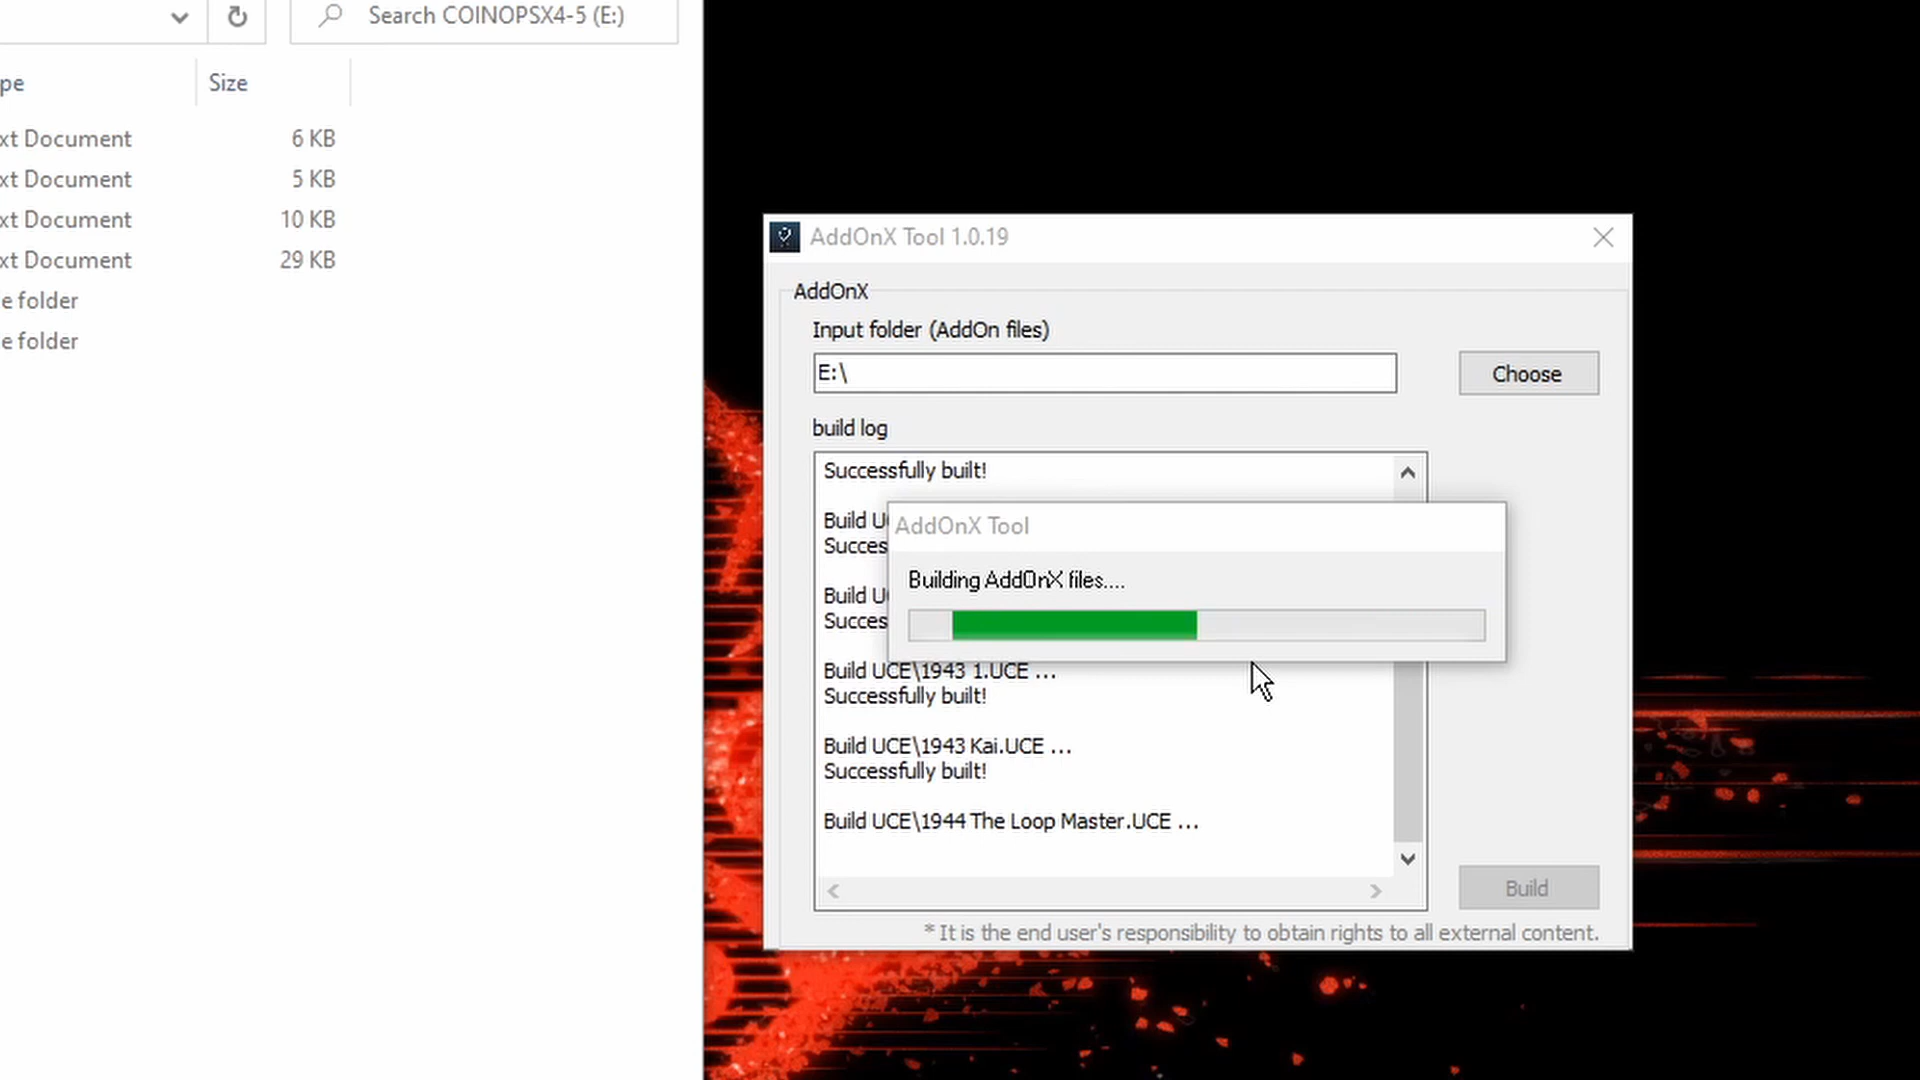 Search COINOPSX4-5 (E:)
pe
Size
xt Document
6 KB
xt Document
5 KB
xt Document
10 KB
xt Document
29 KB
e folder
e folder
AddOnX Tool 1.0.19
AddOnX
Input folder (AddOn files)
E:\
Choose
build log
Successfully built!
Build U
Succes
Build U
Succes
AddOnX Tool
Building AddOnX files....
Build UCE\1943 1.UCE ...
Successfully built!
Build UCE\1943 Kai.UCE ...
Successfully built!
Build UCE\1944 The Loop Master.UCE ...
Build
* It is the end user's responsibility to obtain rights to all external content.